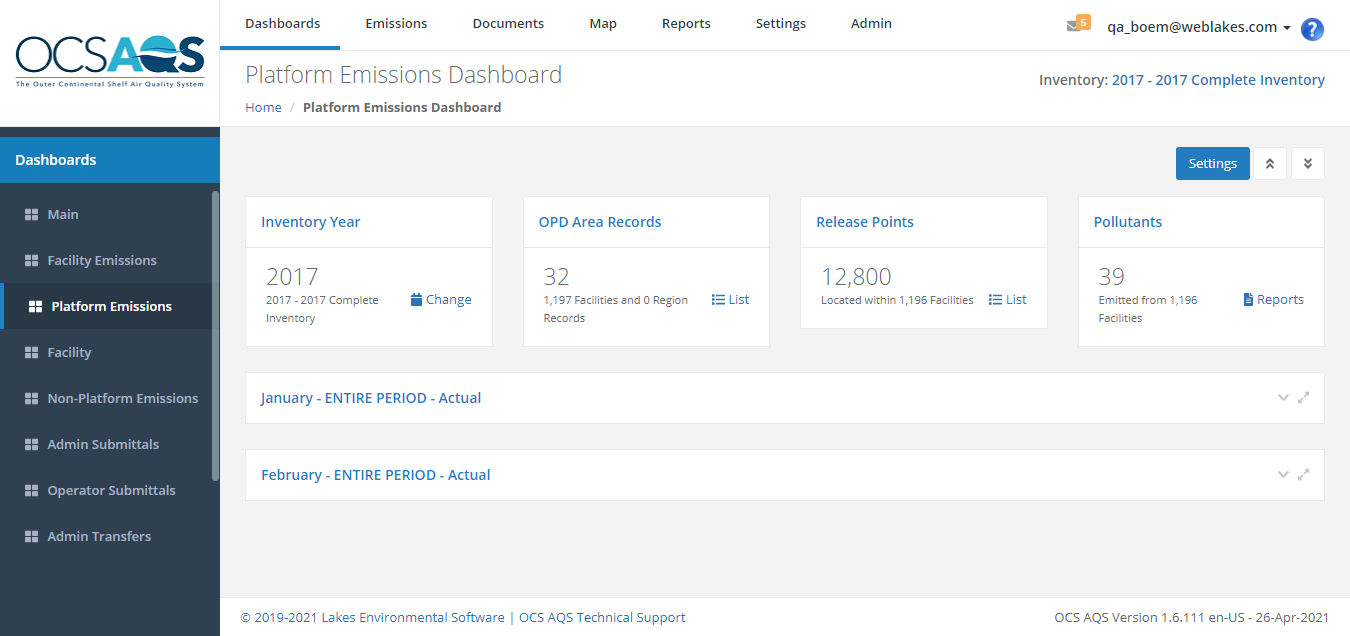 OCSAQS
The Outer Continental Shelf Air Quality System
Dashboards
Emissions
Documents
Map
Reports
Settings
Admin
5
qa_boem@weblakes.com
?
Platform Emissions Dashboard
Home / Platform Emissions Dashboard
Inventory: 2017 - 2017 Complete Inventory
Dashboards
Main
Facility Emissions
Platform Emissions
Facility
Non-Platform Emissions
Admin Submittals
Operator Submittals
Admin Transfers
Settings
Inventory Year
2017
2017 - 2017 Complete
Inventory
Change
OPD Area Records
32
1,197 Facilities and 0 Region
Records
List
Release Points
12,800
Located within 1,196 Facilities
List
Pollutants
39
Emitted from 1,196
Facilities
Reports
January - ENTIRE PERIOD - Actual
February - ENTIRE PERIOD - Actual
© 2019-2021 Lakes Environmental Software | OCS AQS Technical Support
OCS AQS Version 1.6.111 en-US - 26-Apr-2021